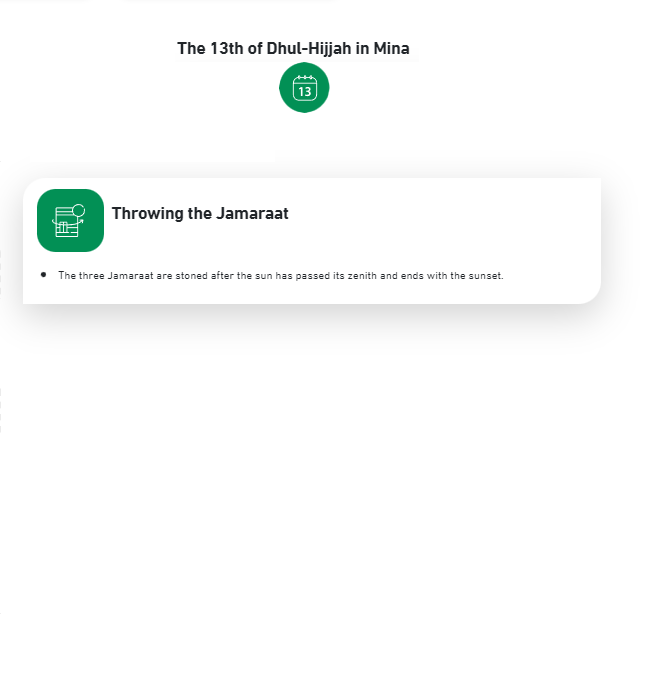 The 13th of Dhul-Hijjah in Mina
13
Throwing the Jamaraat
• The three Jamaraat are stoned after the sun has passed its zenith and ends with the sunset.